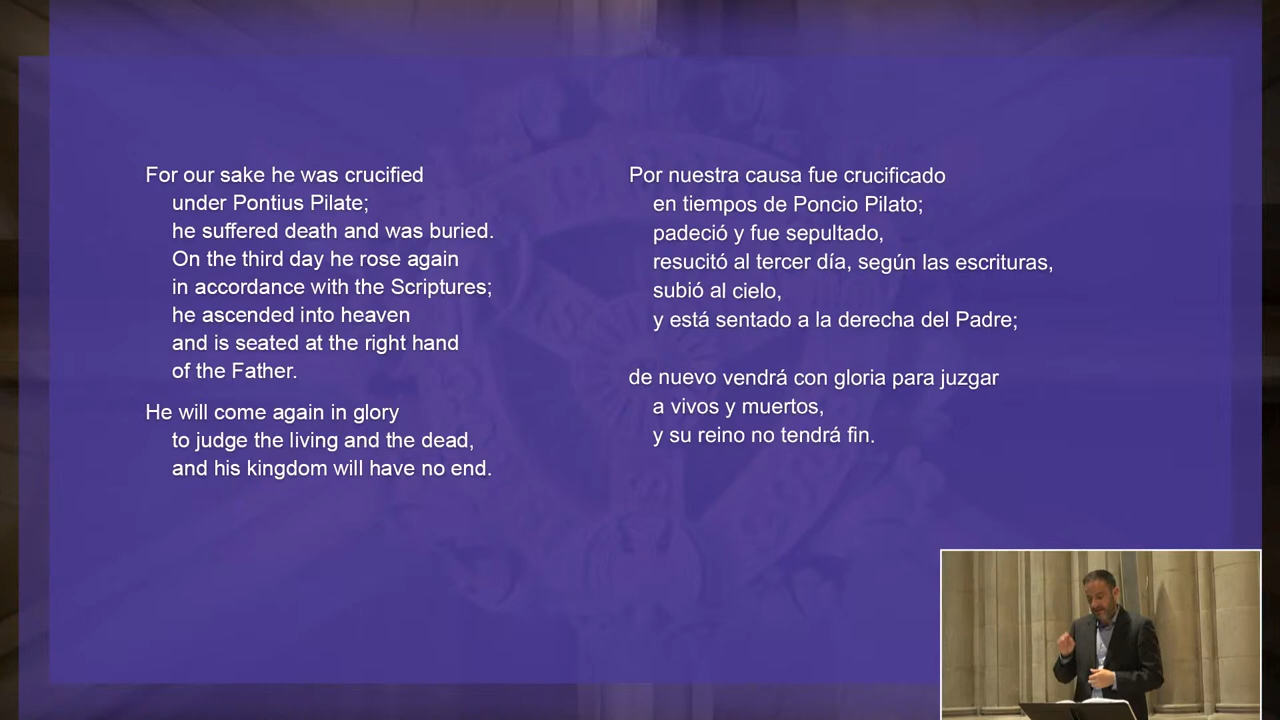 For our sake he was crucified
under Pontius Pilate;
he suffered death and was buried.
On the third day he rose again
in accordance with the Scriptures;
he ascended into heaven
and is seated at the right hand
of the Father.
He will come again in glory
to judge the living and the dead,
and his kingdom will have no end.
Por nuestra causa fue crucificado
en tiempos de Poncio Pilato;
padeció y fue sepultado,
resucitó al tercer día, según las escrituras,
subió al cielo,
y está sentado a la derecha del Padre;
de nuevo vendrá con gloria para juzgar
a vivos y muertos,
y su reino no tendrá fin.